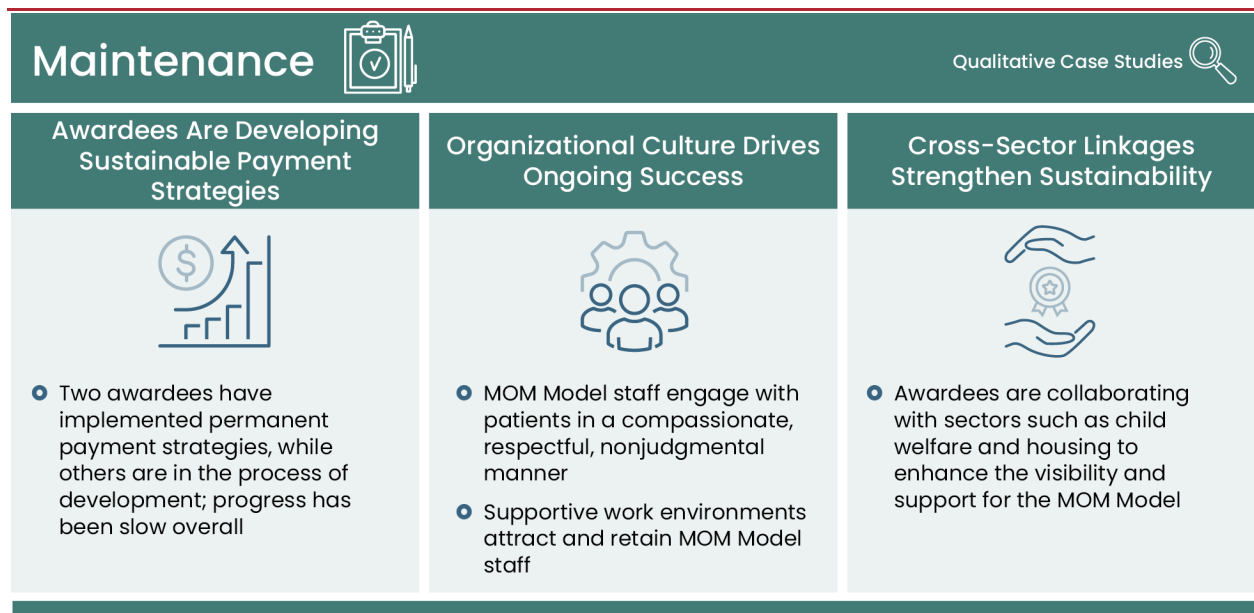 Maintenance
Qualitative Case Studies
Awardees Are Developing
Sustainable Payment
Strategies
Two awardees have
implemented permanent
payment strategies, while
others are in the process of
development; progress has
been slow overall
Organizational Culture Drives
Ongoing Success
MOM Model staff engage with
patients in a compassionate,
respectful, nonjudgmental
manner
Supportive work environments
attract and retain MOM Model
staff
Cross-Sector Linkages
Strengthen Sustainability
Awardees are collaborating
with sectors such as child
welfare and housing to
enhance the visibility and
support for the MOM Model